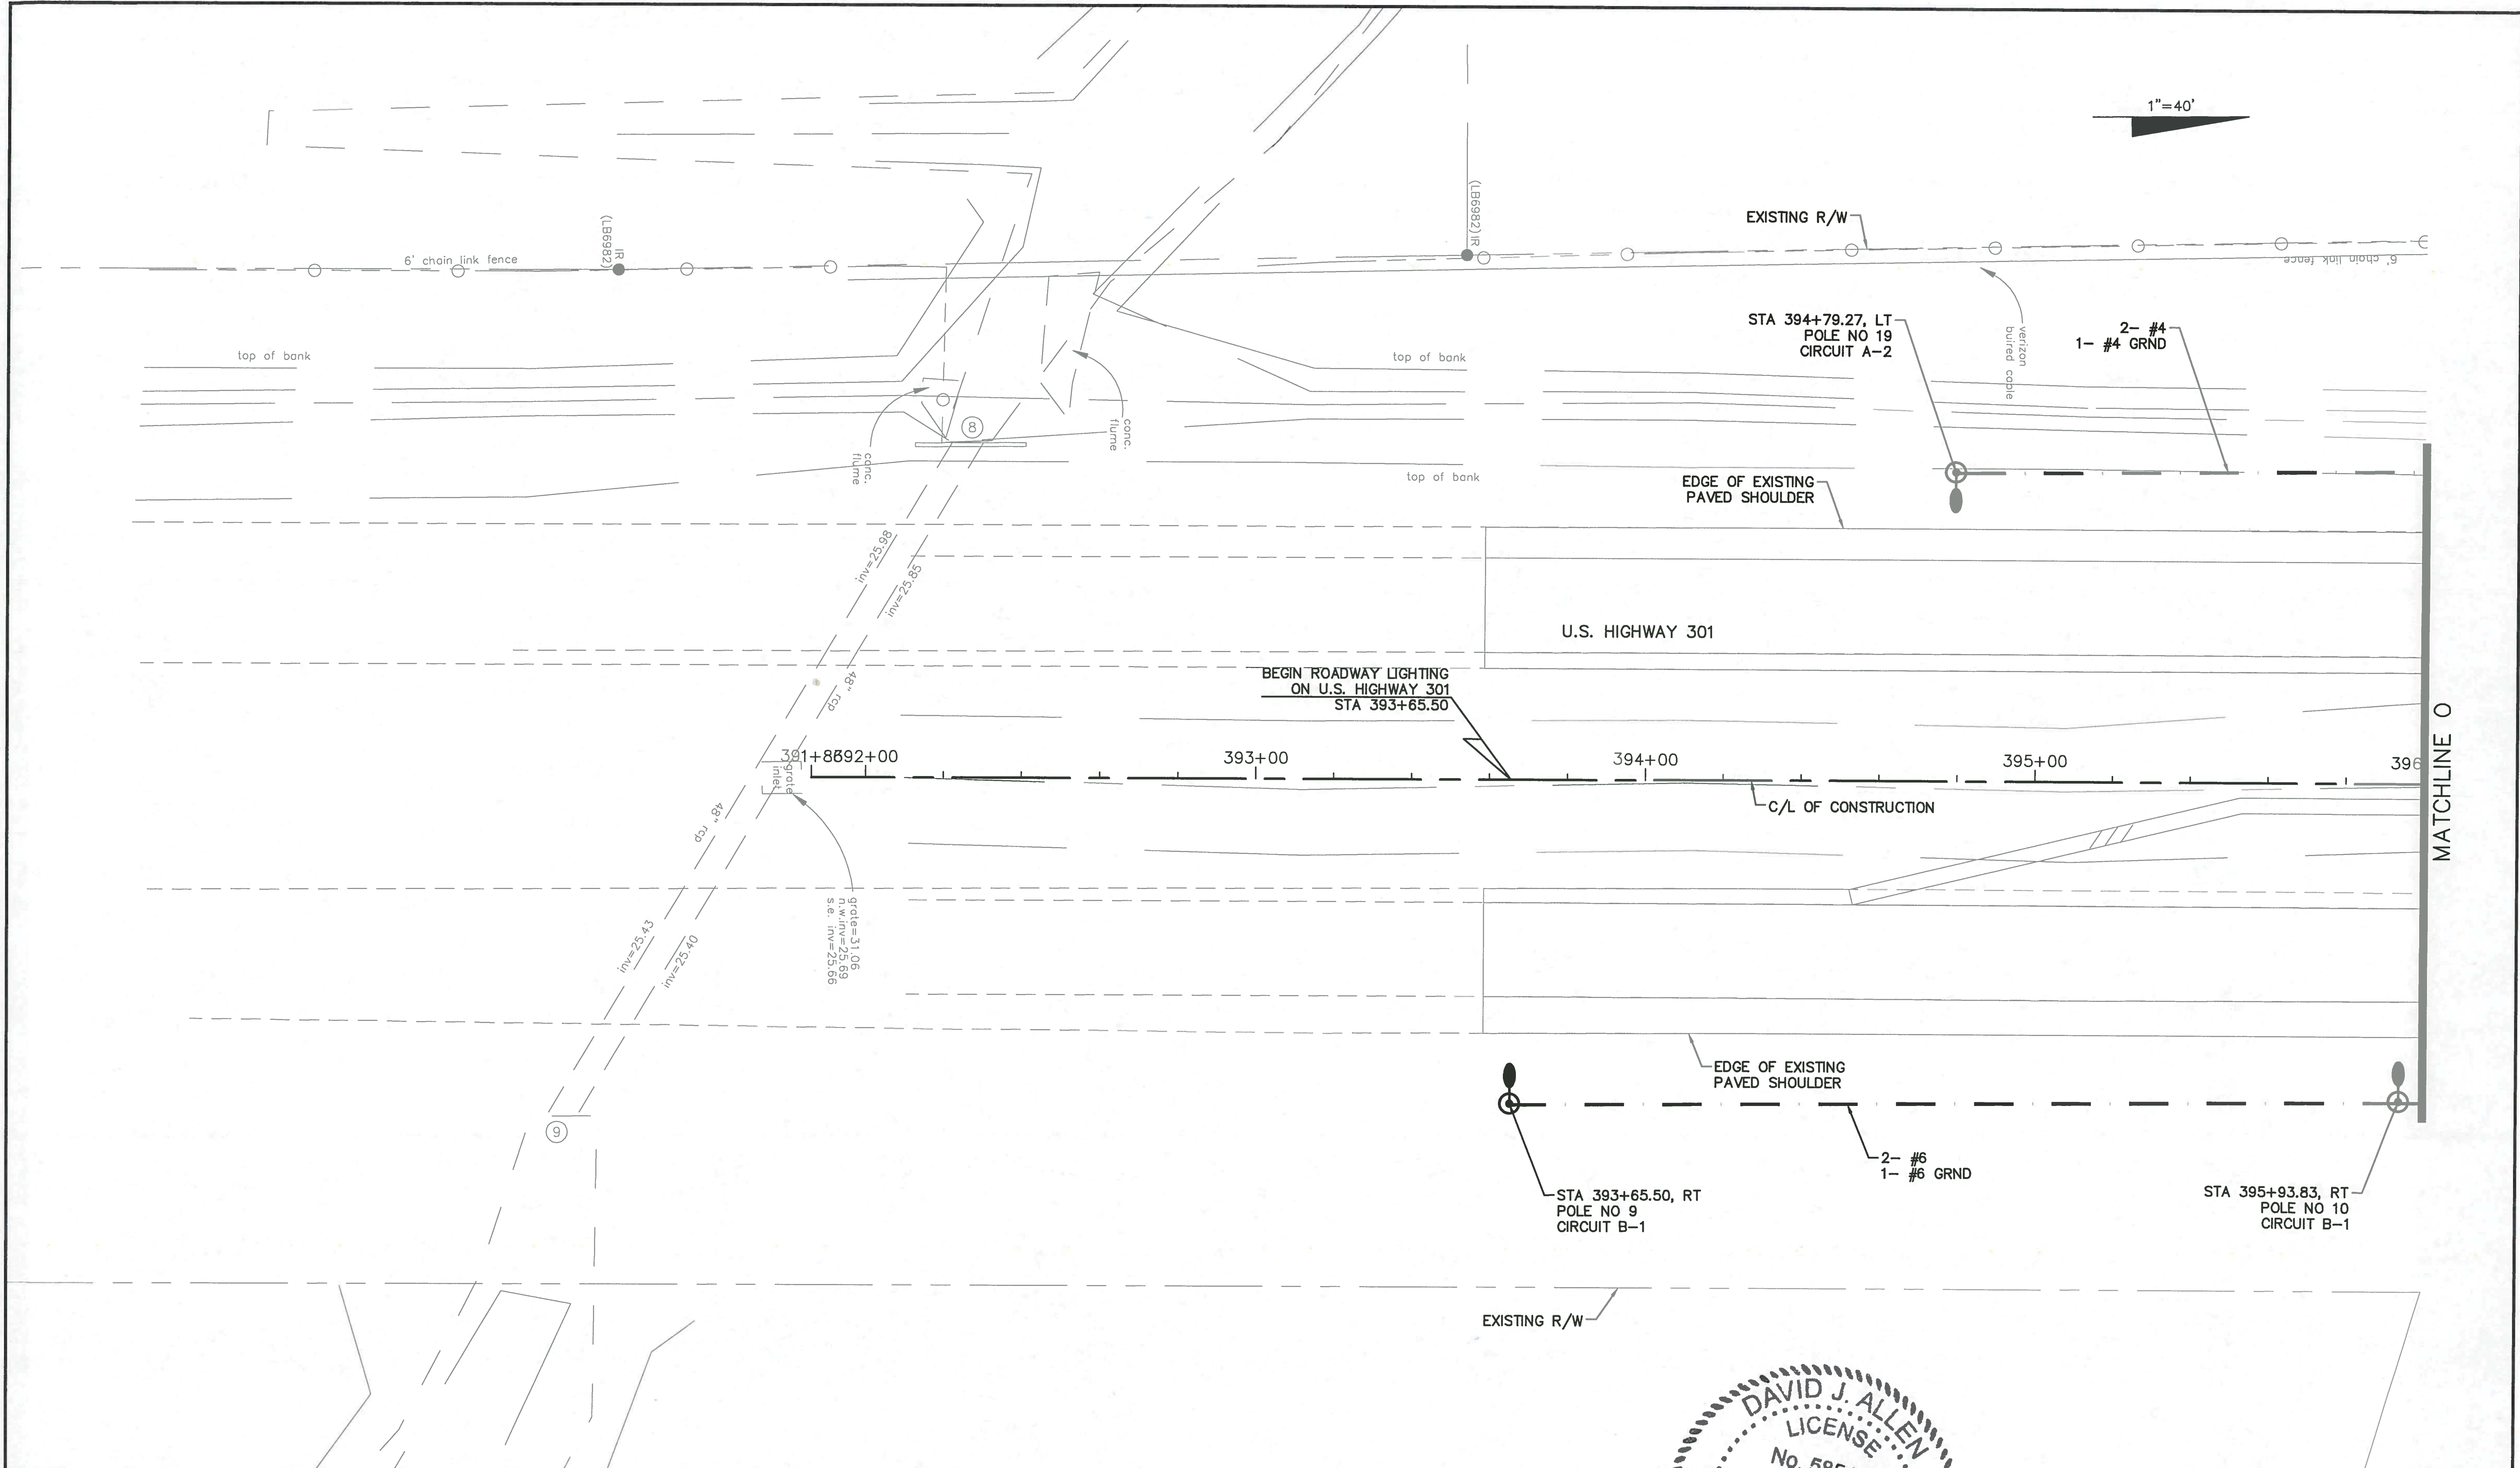 1"=40'
EXISTING R/W
(LB6982)
IR
(LB6982) IR
6' chain link fence
6' chain link fence
STA 394+79.27, LT
POLE NO 19
CIRCUIT A-2
verizon
buired cable
2- #4
1- #4 GRND
top of bank
top of bank
conc.
flume
8
conc.
flume
top of bank
EDGE OF EXISTING
PAVED SHOULDER
inv=25.98
inv=25.85
U.S. HIGHWAY 301
BEGIN ROADWAY LIGHTING
ON U.S. HIGHWAY 301
STA 393+65.50
48" rcp
392+00
393+00
394+00
395+00
396
MATCHLINE O
grate
inlet
C/L OF CONSTRUCTION
48" rcp
grate=31.06
n.w.inv=25.69
s.e. inv=25.66
inv=25.43
inv=25.40
EDGE OF EXISTING
PAVED SHOULDER
9
2- #6
1- #6 GRND
STA 393+65.50, RT
POLE NO 9
CIRCUIT B-1
STA 395+93.83, RT
POLE NO 10
CIRCUIT B-1
EXISTING R/W
DAVID J. ALLEN
LICENSE
No.